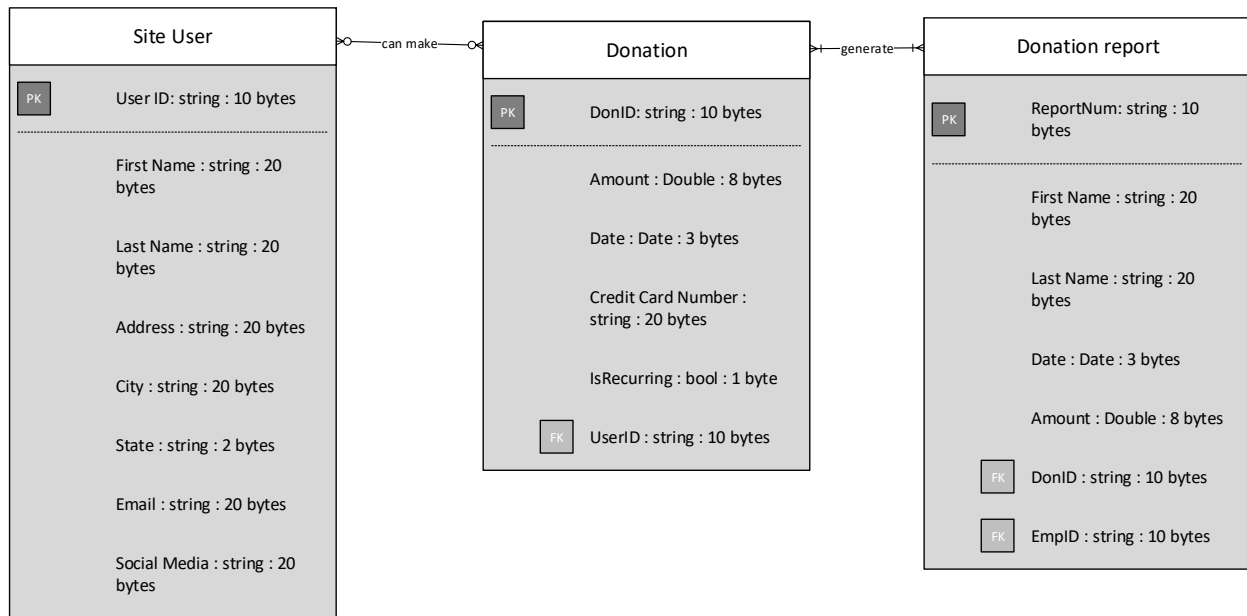 Site User
PK
User ID: string : 10 bytes
First Name : string : 20
bytes
Last Name : string : 20
bytes
Address : string : 20 bytes
City : string : 20 bytes
State : string : 2 bytes
Email : string : 20 bytes
Social Media : string : 20
bytes
can make
Donation
PK
DonID: string : 10 bytes
Amount : Double : 8 bytes
Date : Date : 3 bytes
Credit Card Number :
string : 20 bytes
IsRecurring : bool : 1 byte
FK
UserID : string : 10 bytes
generate
Donation report
PK
ReportNum: string : 10
bytes
First Name : string : 20
bytes
Last Name : string : 20
bytes
Date : Date : 3 bytes
Amount : Double : 8 bytes
FK
DonID : string : 10 bytes
FK
EmpID : string : 10 bytes